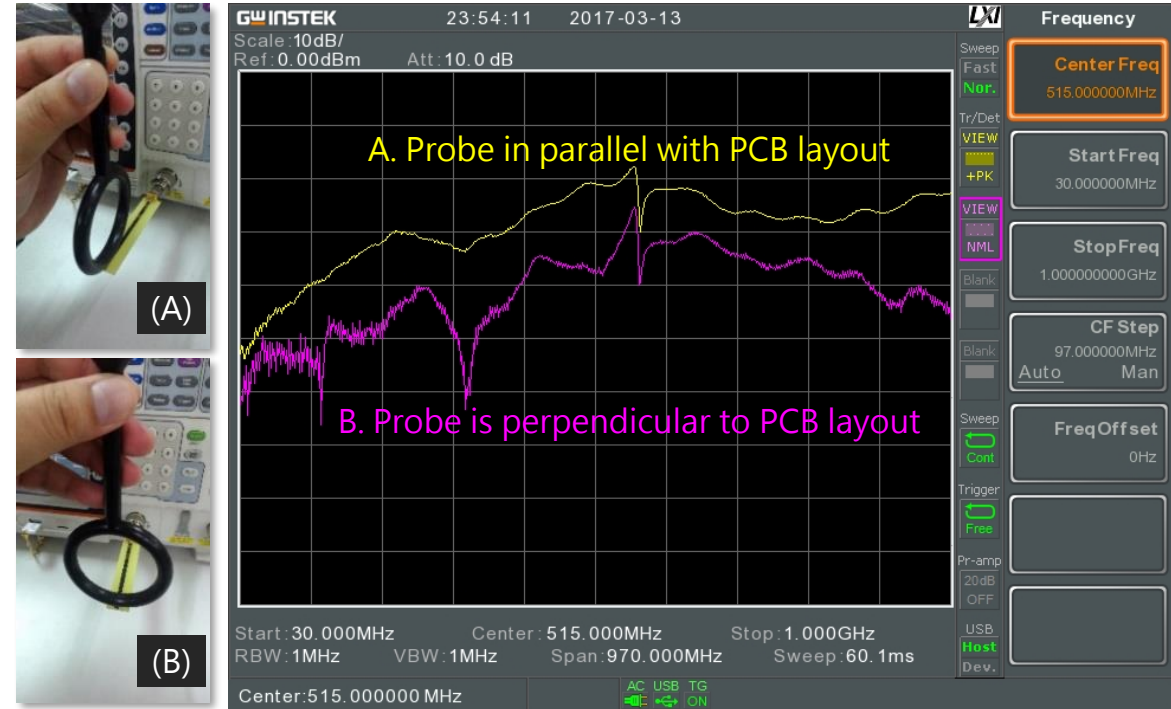 GWINSTEK 23:54:11 2017-03-13 LXI
Scale:10dB/
Ref:0.00dBm Att:10.0 dB
A. Probe in parallel with PCB layout
B. Probe is perpendicular to PCB layout
(A)
(B)
Sweep
Fast
Nor.
Tr/Det
VIEW
+PK
VIEW
NML
Blank
Blank
Sweep
Cont
Trigger
Free
Pr-amp
20dB
OFF
USB
Host
Dev.
Frequency
Center Freq
515.000000MHz
Start Freq
30.000000MHz
Stop Freq
1.000000000GHz
CF Step
97.000000MHz
Auto Man
Freq Offset
0Hz
Start:30.000MHz Center:515.000MHz Stop:1.000GHz
RBW:1MHz VBW:1MHz Span:970.000MHz Sweep:60.1ms
Center:515.000000 MHz
AC USB TG
ON